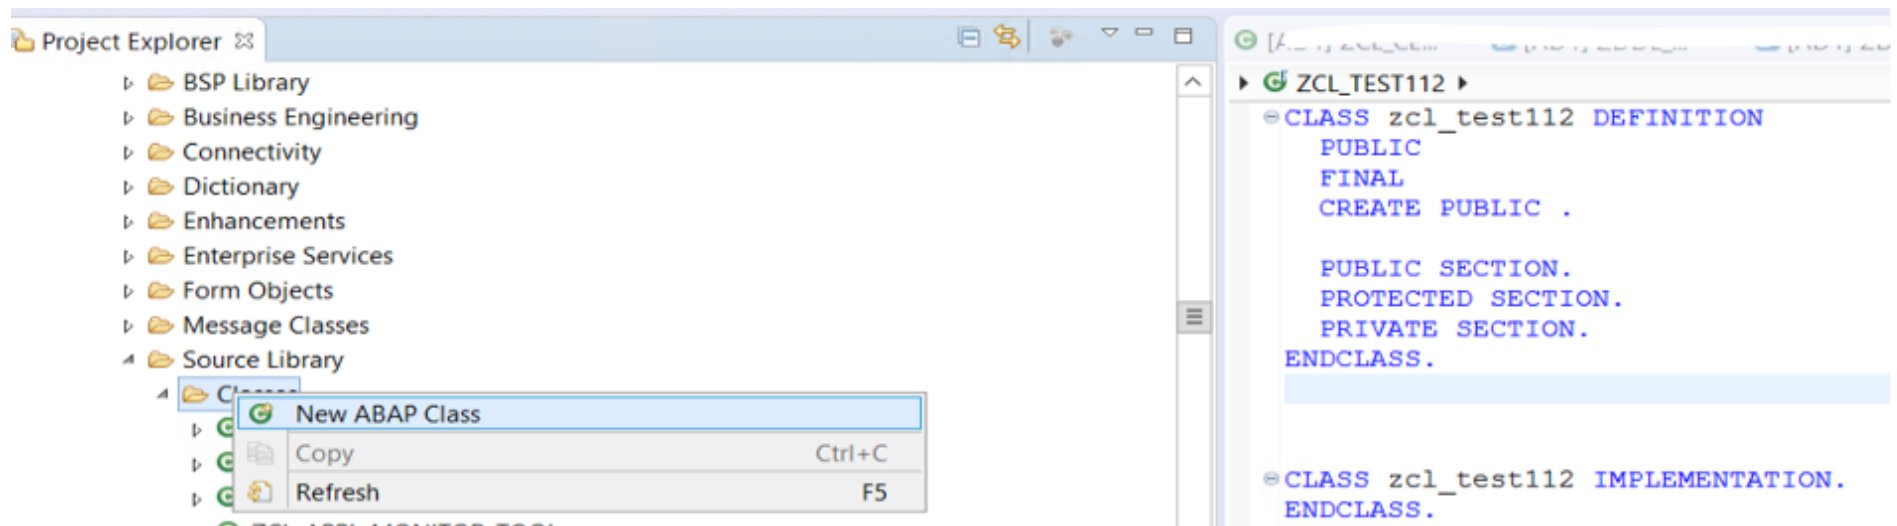 Project Explorer
BSP Library
Business Engineering
Connectivity
Dictionary
Enhancements
Enterprise Services
Form Objects
Message Classes
Source Library
Classes
New ABAP Class
Copy Ctrl+C
Refresh F5
ZCL_TEST112
CLASS zcl_test112 DEFINITION
PUBLIC
FINAL
CREATE PUBLIC .
PUBLIC SECTION.
PROTECTED SECTION.
PRIVATE SECTION.
ENDCLASS.
CLASS zcl_test112 IMPLEMENTATION.
ENDCLASS.